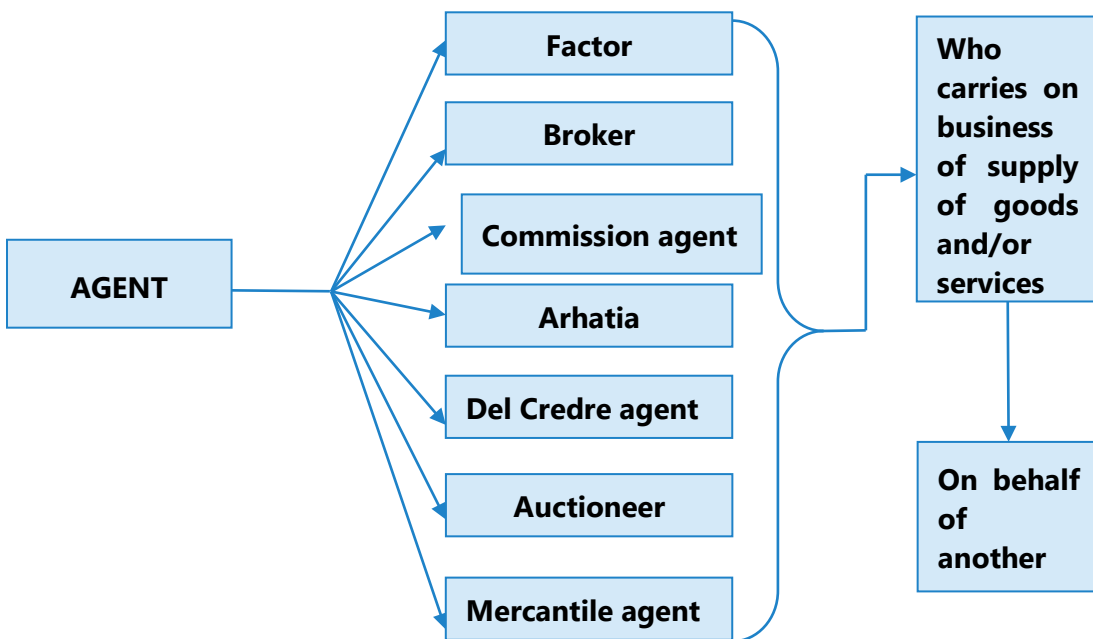 AGENT
Factor
Broker
Commission agent
Arhatia
Del Credre agent
Auctioneer
Mercantile agent
Who
carries on
business
of supply
of goods
and/or
services
On behalf
of
another